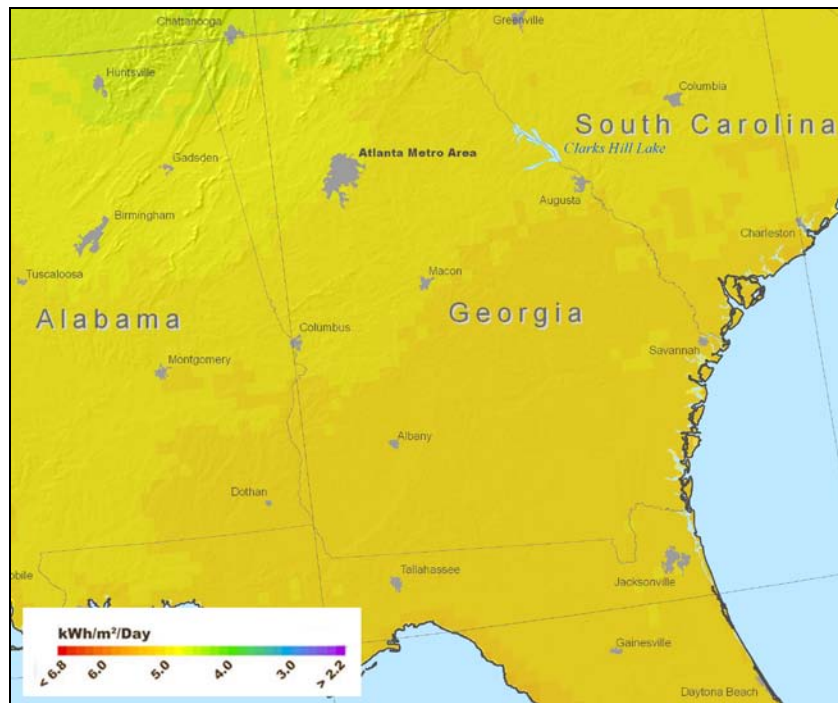 Chattanooga
Greenville
Huntsville
Columbia
South Carolina
Clarks Hill Lake
Gadsden
Atlanta Metro Area
Augusta
Birmingham
Charleston
Tuscaloosa
Macon
Alabama
Georgia
Columbus
Savannah
Montgomery
Albany
Dothan
obile
Tallahassee
Jacksonville
kWh/m²/Day
< 6.8 6.0 5.0 4.0 3.0 > 2.2
Gainesville
Daytona Beach